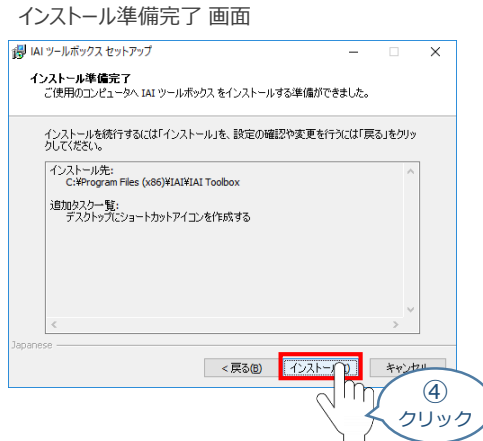 インストール準備完了 画面
IAI ツールボックス セットアップ
インストール準備完了
ご使用のコンピュータへ IAI ツールボックス をインストールする準備ができました。
インストールを続行するには「インストール」を、設定の確認や変更を行うには「戻る」をクリッ
クしてください。
インストール先:
C:¥Program Files (x86)¥IAI¥IAI Toolbox
追加タスク一覧:
デスクトップにショートカットアイコンを作成する
Japanese
< 戻る(B)
インストー
キャンセル
④
クリック